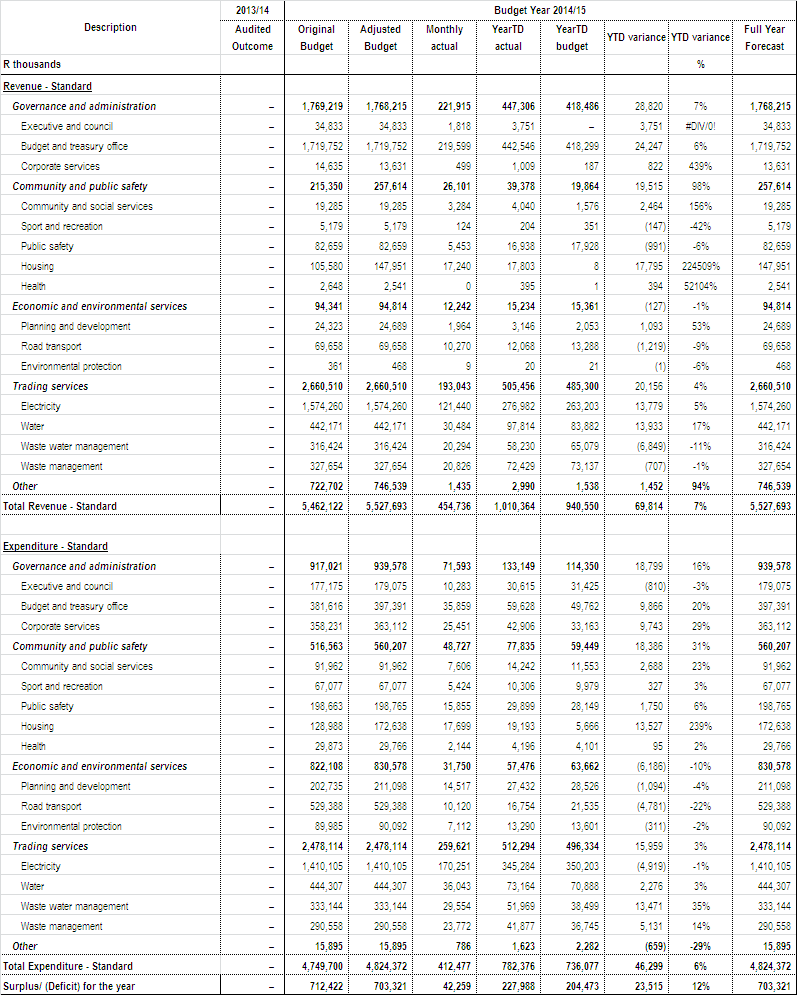 2013/14 Budget Year 2014/15
Description Audited Original Adjusted Monthly YearTD YearTD YTD variance YTD variance Full Year
Outcome Budget Budget actual actual budget Forecast
R thousands %
Revenue - Standard
Governance and administration – 1,769,219 1,768,215 221,915 447,306 418,486 28,820 7% 1,768,215
Executive and council – 34,833 34,833 1,818 3,751 – 3,751 #DIV/0! 34,833
Budget and treasury office – 1,719,752 1,719,752 219,599 442,546 418,299 24,247 6% 1,719,752
Corporate services – 14,635 13,631 499 1,009 187 822 439% 13,631
Community and public safety – 215,350 257,614 26,101 39,378 19,864 19,515 98% 257,614
Community and social services – 19,285 19,285 3,284 4,040 1,576 2,464 156% 19,285
Sport and recreation – 5,179 5,179 124 204 351 (147) -42% 5,179
Public safety – 82,659 82,659 5,453 16,938 17,928 (991) -6% 82,659
Housing – 105,580 147,951 17,240 17,803 8 17,795 224509% 147,951
Health – 2,648 2,541 0 395 1 394 52104% 2,541
Economic and environmental services – 94,341 94,814 12,242 15,234 15,361 (127) -1% 94,814
Planning and development – 24,323 24,689 1,964 3,146 2,053 1,093 53% 24,689
Road transport – 69,658 69,658 10,270 12,068 13,288 (1,219) -9% 69,658
Environmental protection – 361 468 9 20 21 (1) -6% 468
Trading services – 2,660,510 2,660,510 193,043 505,456 485,300 20,156 4% 2,660,510
Electricity – 1,574,260 1,574,260 121,440 276,982 263,203 13,779 5% 1,574,260
Water – 442,171 442,171 30,484 97,814 83,882 13,933 17% 442,171
Waste water management – 316,424 316,424 20,294 58,230 65,079 (6,849) -11% 316,424
Waste management – 327,654 327,654 20,826 72,429 73,137 (707) -1% 327,654
Other – 722,702 746,539 1,435 2,990 1,538 1,452 94% 746,539
Total Revenue - Standard – 5,462,122 5,527,693 454,736 1,010,364 940,550 69,814 7% 5,527,693
Expenditure - Standard
Governance and administration – 917,021 939,578 71,593 133,149 114,350 18,799 16% 939,578
Executive and council – 177,175 179,075 10,283 30,615 31,425 (810) -3% 179,075
Budget and treasury office – 381,616 397,391 35,859 59,628 49,762 9,866 20% 397,391
Corporate services – 358,231 363,112 25,451 42,906 33,163 9,743 29% 363,112
Community and public safety – 516,563 560,207 48,727 77,835 59,449 18,386 31% 560,207
Community and social services – 91,962 91,962 7,606 14,242 11,553 2,688 23% 91,962
Sport and recreation – 67,077 67,077 5,424 10,306 9,979 327 3% 67,077
Public safety – 198,663 198,765 15,855 29,899 28,149 1,750 6% 198,765
Housing – 128,988 172,638 17,699 19,193 5,666 13,527 239% 172,638
Health – 29,873 29,766 2,144 4,196 4,101 95 2% 29,766
Economic and environmental services – 822,108 830,578 31,750 57,476 63,662 (6,186) -10% 830,578
Planning and development – 202,735 211,098 14,517 27,432 28,526 (1,094) -4% 211,098
Road transport – 529,388 529,388 10,120 16,754 21,535 (4,781) -22% 529,388
Environmental protection – 89,985 90,092 7,112 13,290 13,601 (311) -2% 90,092
Trading services – 2,478,114 2,478,114 259,621 512,294 496,334 15,959 3% 2,478,114
Electricity – 1,410,105 1,410,105 170,251 345,284 350,203 (4,919) -1% 1,410,105
Water – 444,307 444,307 36,043 73,164 70,888 2,276 3% 444,307
Waste water management – 333,144 333,144 29,554 51,969 38,499 13,471 35% 333,144
Waste management – 290,558 290,558 23,772 41,877 36,745 5,131 14% 290,558
Other – 15,895 15,895 786 1,623 2,282 (659) -29% 15,895
Total Expenditure - Standard – 4,749,700 4,824,372 412,477 782,376 736,077 46,299 6% 4,824,372
Surplus/ (Deficit) for the year – 712,422 703,321 42,259 227,988 204,473 23,515 12% 703,321